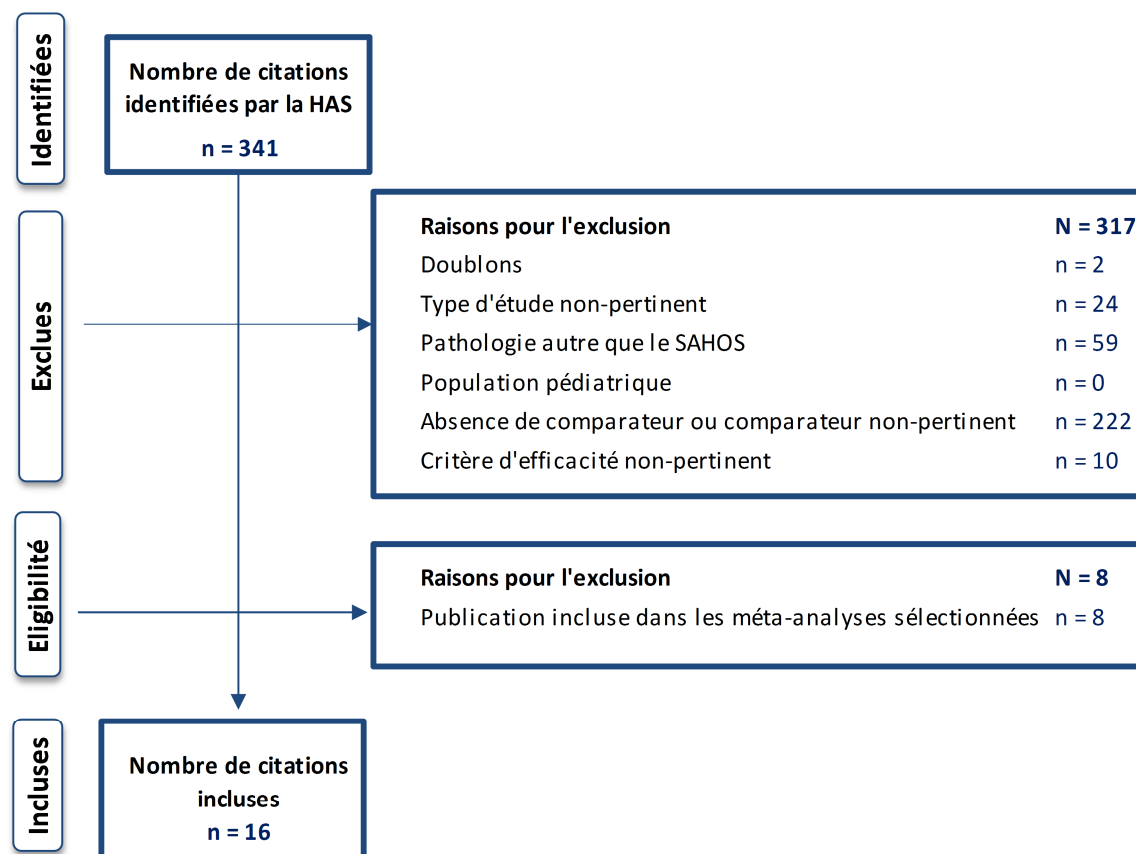 Identifiées
Nombre de citations
identifiées par la HAS
n = 341
Exclues
Raisons pour l'exclusion N = 317
Doublons n = 2
Type d'étude non-pertinent n = 24
Pathologie autre que le SAHOS n = 59
Population pédiatrique n = 0
Absence de comparateur ou comparateur non-pertinent n = 222
Critère d'efficacité non-pertinent n = 10
Eligibilité
Raisons pour l'exclusion N = 8
Publication incluse dans les méta-analyses sélectionnées n = 8
Incluses
Nombre de citations
incluses
n = 16